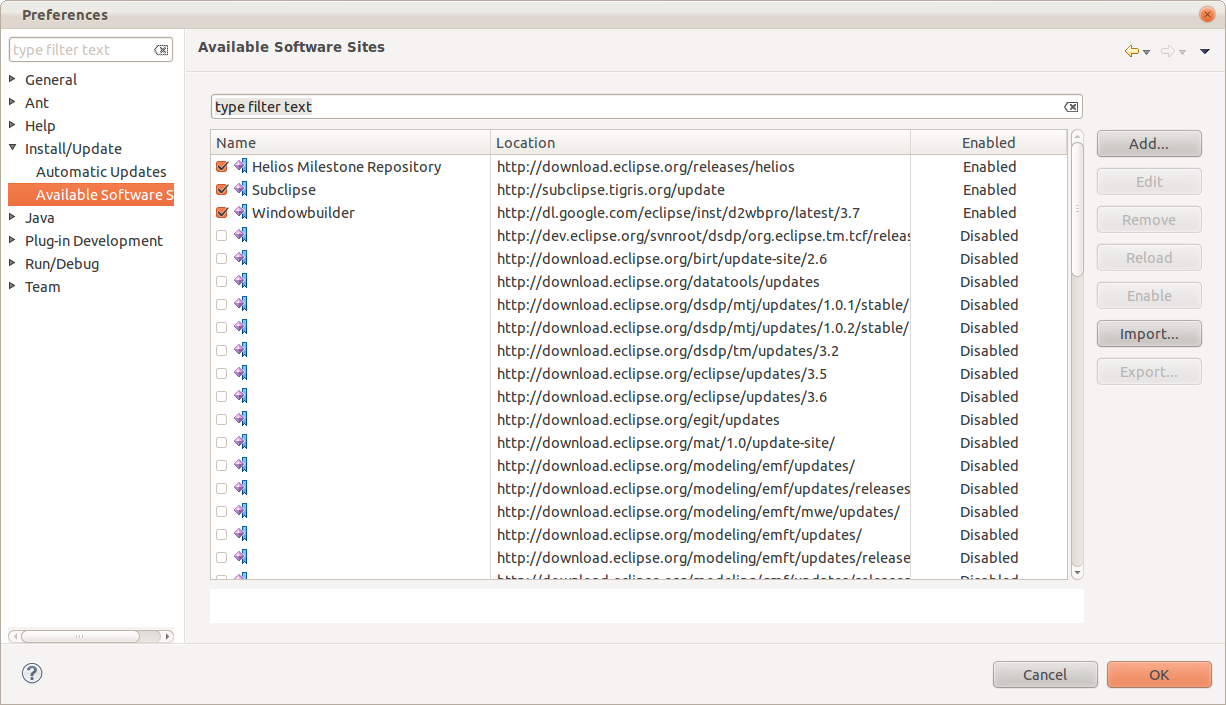 Preferences
type filter text
General
Ant
Help
Install/Update
Automatic Updates
Available Software S
Java
Plug-in Development
Run/Debug
Team
Available Software Sites
type filter text
Name Location Enabled
Helios Milestone Repository http://download.eclipse.org/releases/helios Enabled
Subclipse http://subclipse.tigris.org/update Enabled
Windowbuilder http://dl.google.com/eclipse/inst/d2wbpro/latest/3.7 Enabled
http://dev.eclipse.org/svnroot/dsdp/org.eclipse.tm.tcf/releas Disabled
http://download.eclipse.org/birt/update-site/2.6 Disabled
http://download.eclipse.org/datatools/updates Disabled
http://download.eclipse.org/dsdp/mtj/updates/1.0.1/stable/ Disabled
http://download.eclipse.org/dsdp/mtj/updates/1.0.2/stable/ Disabled
http://download.eclipse.org/dsdp/tm/updates/3.2 Disabled
http://download.eclipse.org/eclipse/updates/3.5 Disabled
http://download.eclipse.org/eclipse/updates/3.6 Disabled
http://download.eclipse.org/egit/updates Disabled
http://download.eclipse.org/mat/1.0/update-site/ Disabled
http://download.eclipse.org/modeling/emf/updates/ Disabled
http://download.eclipse.org/modeling/emf/updates/releases Disabled
http://download.eclipse.org/modeling/emft/mwe/updates/ Disabled
http://download.eclipse.org/modeling/emft/updates/ Disabled
http://download.eclipse.org/modeling/emft/updates/release Disabled
Add...
Edit
Remove
Reload
Enable
Import...
Export...
?
Cancel
OK